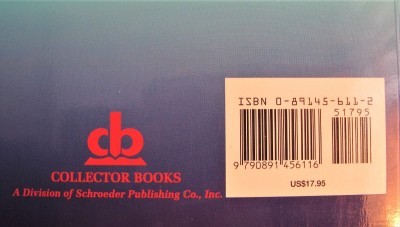 cb
COLLECTOR BOOKS
A Division of Schroeder Publishing Co., Inc.
ISBN 0-89145-611-2
51795
9 790891 456116
US$17.95